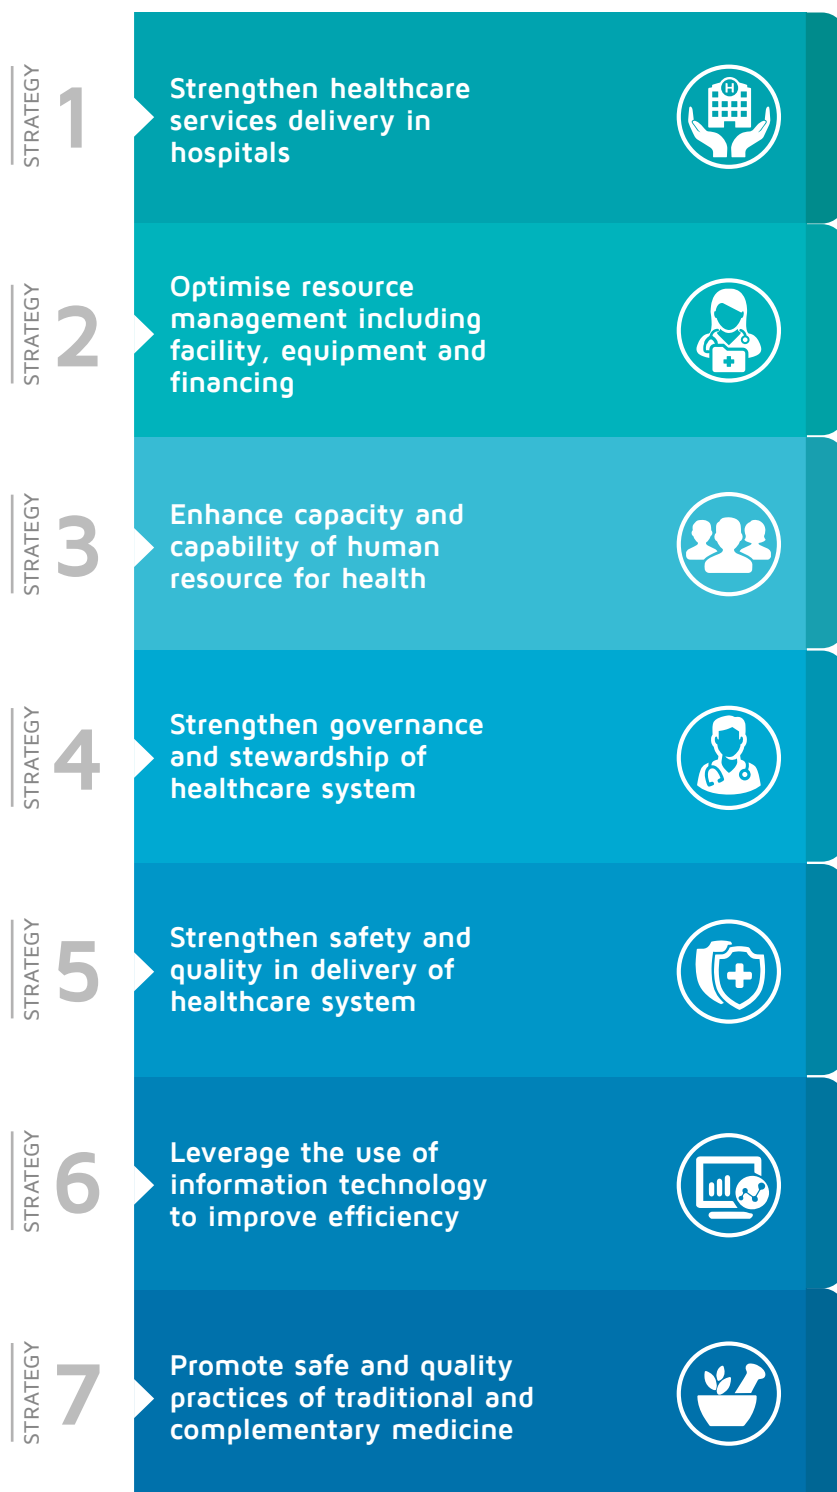 STRATEGY 1
Strengthen healthcare
services delivery in
hospitals
H
STRATEGY 2
Optimise resource
management including
facility, equipment and
financing
STRATEGY 3
Enhance capacity and
capability of human
resource for health
STRATEGY 4
Strengthen governance
and stewardship of
healthcare system
STRATEGY 5
Strengthen safety and
quality in delivery of
healthcare system
STRATEGY 6
Leverage the use of
information technology
to improve efficiency
STRATEGY 7
Promote safe and quality
practices of traditional and
complementary medicine